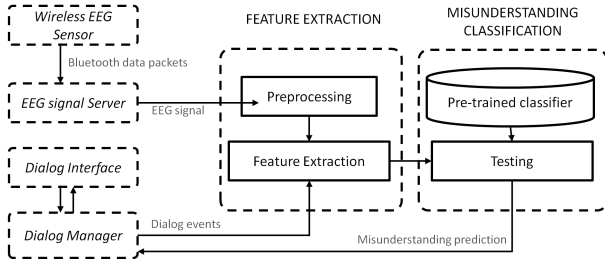 Wireless EEG
Sensor
Bluetooth data packets
EEG signal Server
EEG signal
Dialog Interface
Dialog Manager
Dialog events
FEATURE EXTRACTION
Preprocessing
Feature Extraction
MISUNDERSTANDING
CLASSIFICATION
Pre-trained classifier
Testing
Misunderstanding prediction